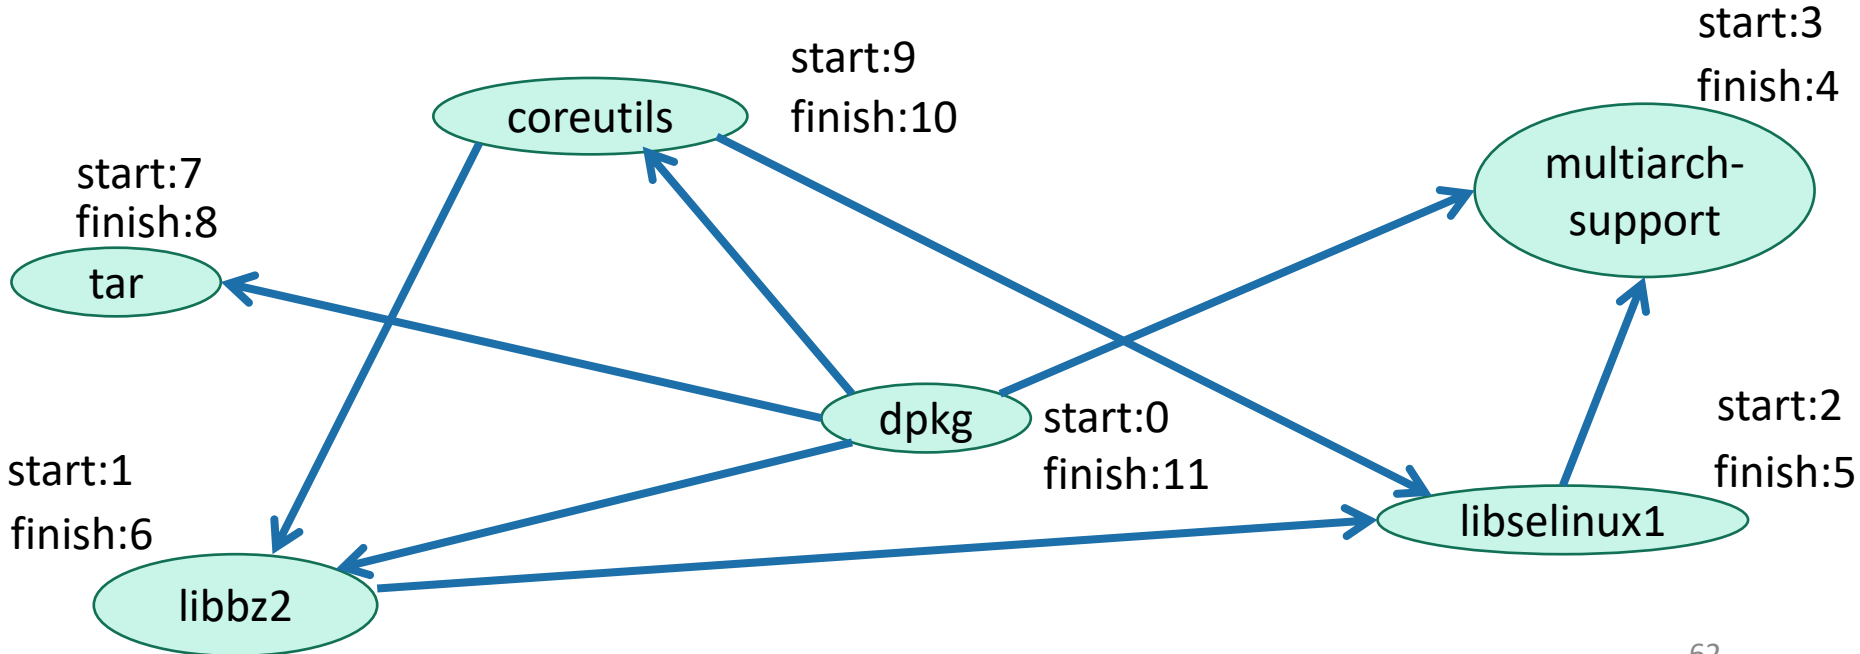 start:3
finish:4
start:9
finish:10
coreutils
multiarch-
support
start:7
finish:8
tar
dpkg
start:0
finish:11
start:2
finish:5
start:1
finish:6
libselinux1
libbz2
62